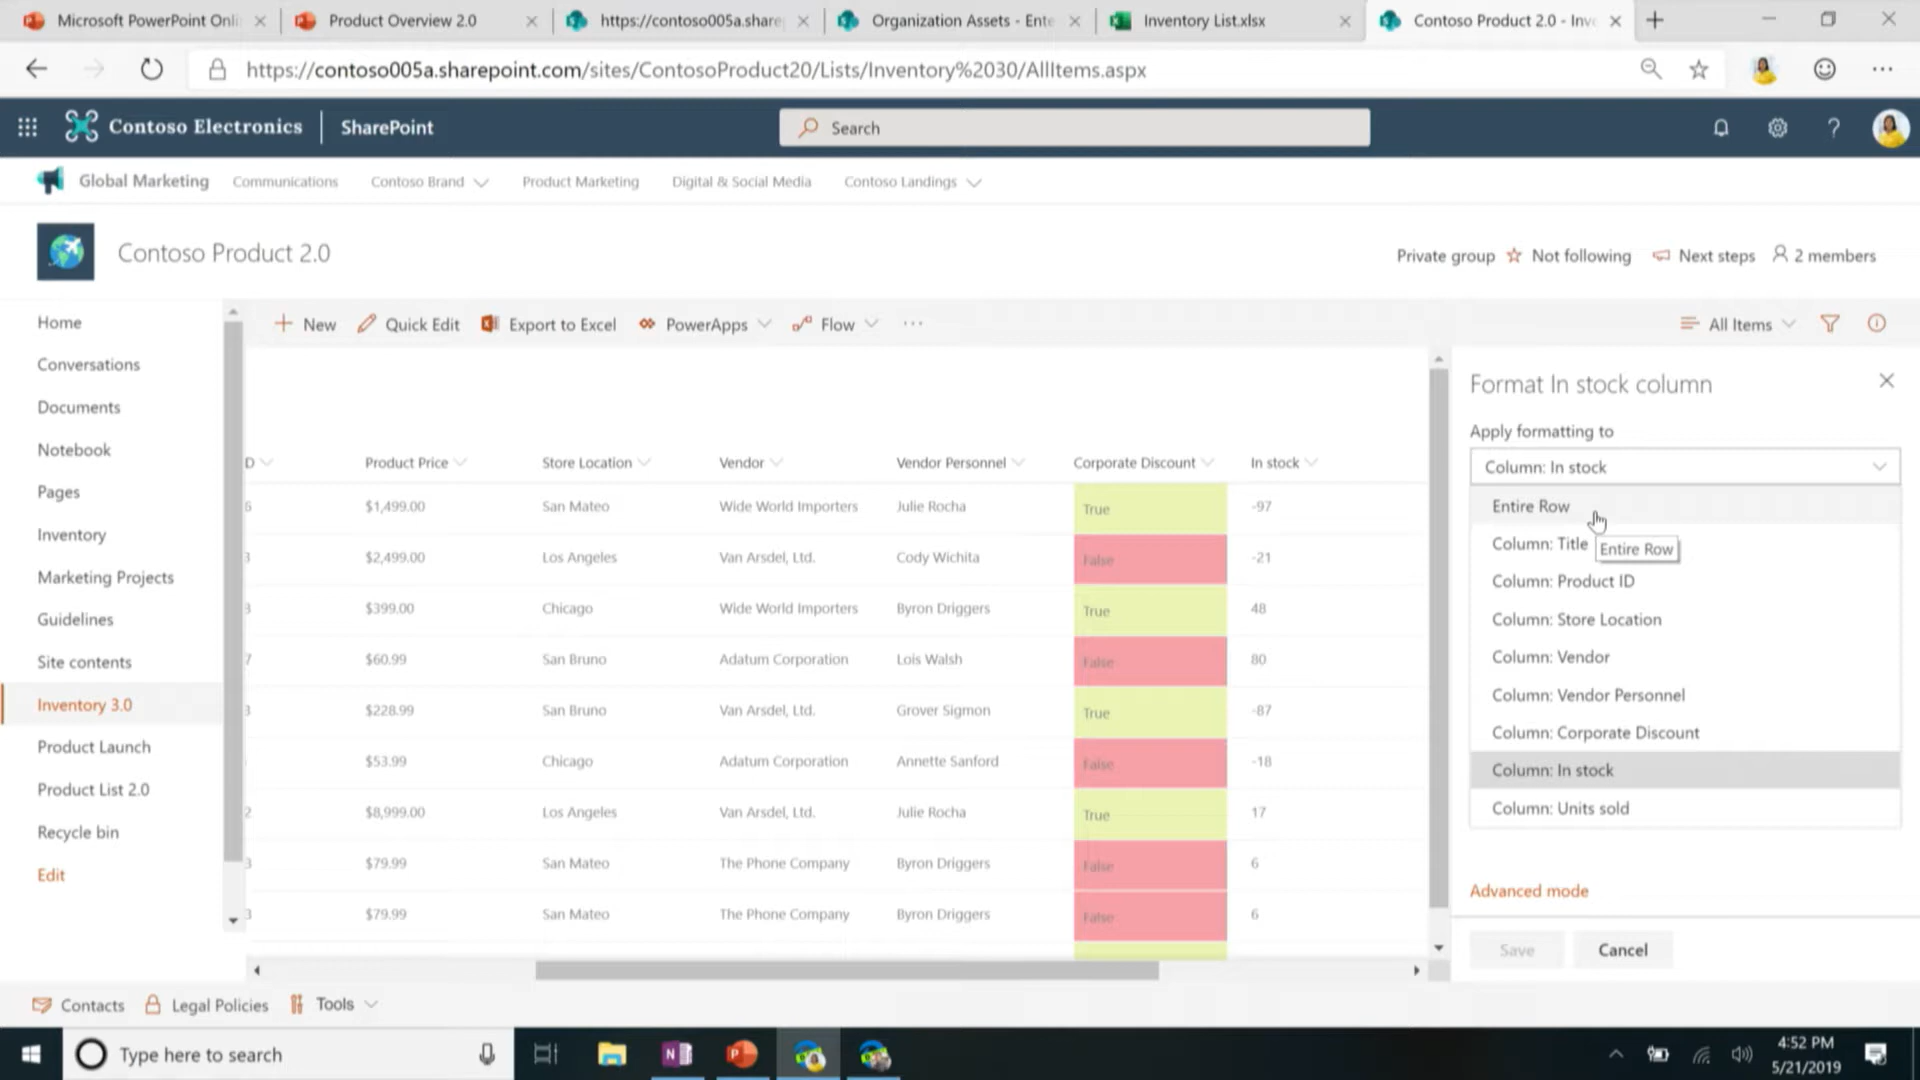 Microsoft PowerPoint Onli
Product Overview 2.0
https://contoso005a.share
Organization Assets - Ente
Inventory List.xlsx
Contoso Product 2.0 - Inve
https://contoso005a.sharepoint.com/sites/ContosoProduct20/Lists/Inventory%2030/AllItems.aspx
Contoso Electronics
SharePoint
Search
Global Marketing
Communications
Contoso Brand
Product Marketing
Digital & Social Media
Contoso Landings
Contoso Product 2.0
Private group
Not following
Next steps
2 members
Home
Conversations
Documents
Notebook
Pages
Inventory
Marketing Projects
Guidelines
Site contents
Inventory 3.0
Product Launch
Product List 2.0
Recycle bin
Edit
New
Quick Edit
Export to Excel
PowerApps
Flow
All Items
D Product Price Store Location Vendor Vendor Personnel Corporate Discount In stock
$1,499.00 San Mateo Wide World Importers Julie Rocha True -97
$2,499.00 Los Angeles Van Arsdel, Ltd. Cody Wichita False -21
$399.00 Chicago Wide World Importers Byron Driggers True 48
$60.99 San Bruno Adatum Corporation Lois Walsh False 80
$228.99 San Bruno Van Arsdel, Ltd. Grover Sigmon True -87
$53.99 Chicago Adatum Corporation Annette Sanford False -18
$8,999.00 Los Angeles Van Arsdel, Ltd. Julie Rocha True 17
$79.99 San Mateo The Phone Company Byron Driggers False 6
$79.99 San Mateo The Phone Company Byron Driggers False 6
Format In stock column
Apply formatting to
Column: In stock
Entire Row
Column: Title
Entire Row
Column: Product ID
Column: Store Location
Column: Vendor
Column: Vendor Personnel
Column: Corporate Discount
Column: In stock
Column: Units sold
Advanced mode
Save
Cancel
Contacts
Legal Policies
Tools
Type here to search
4:52 PM
5/21/2019